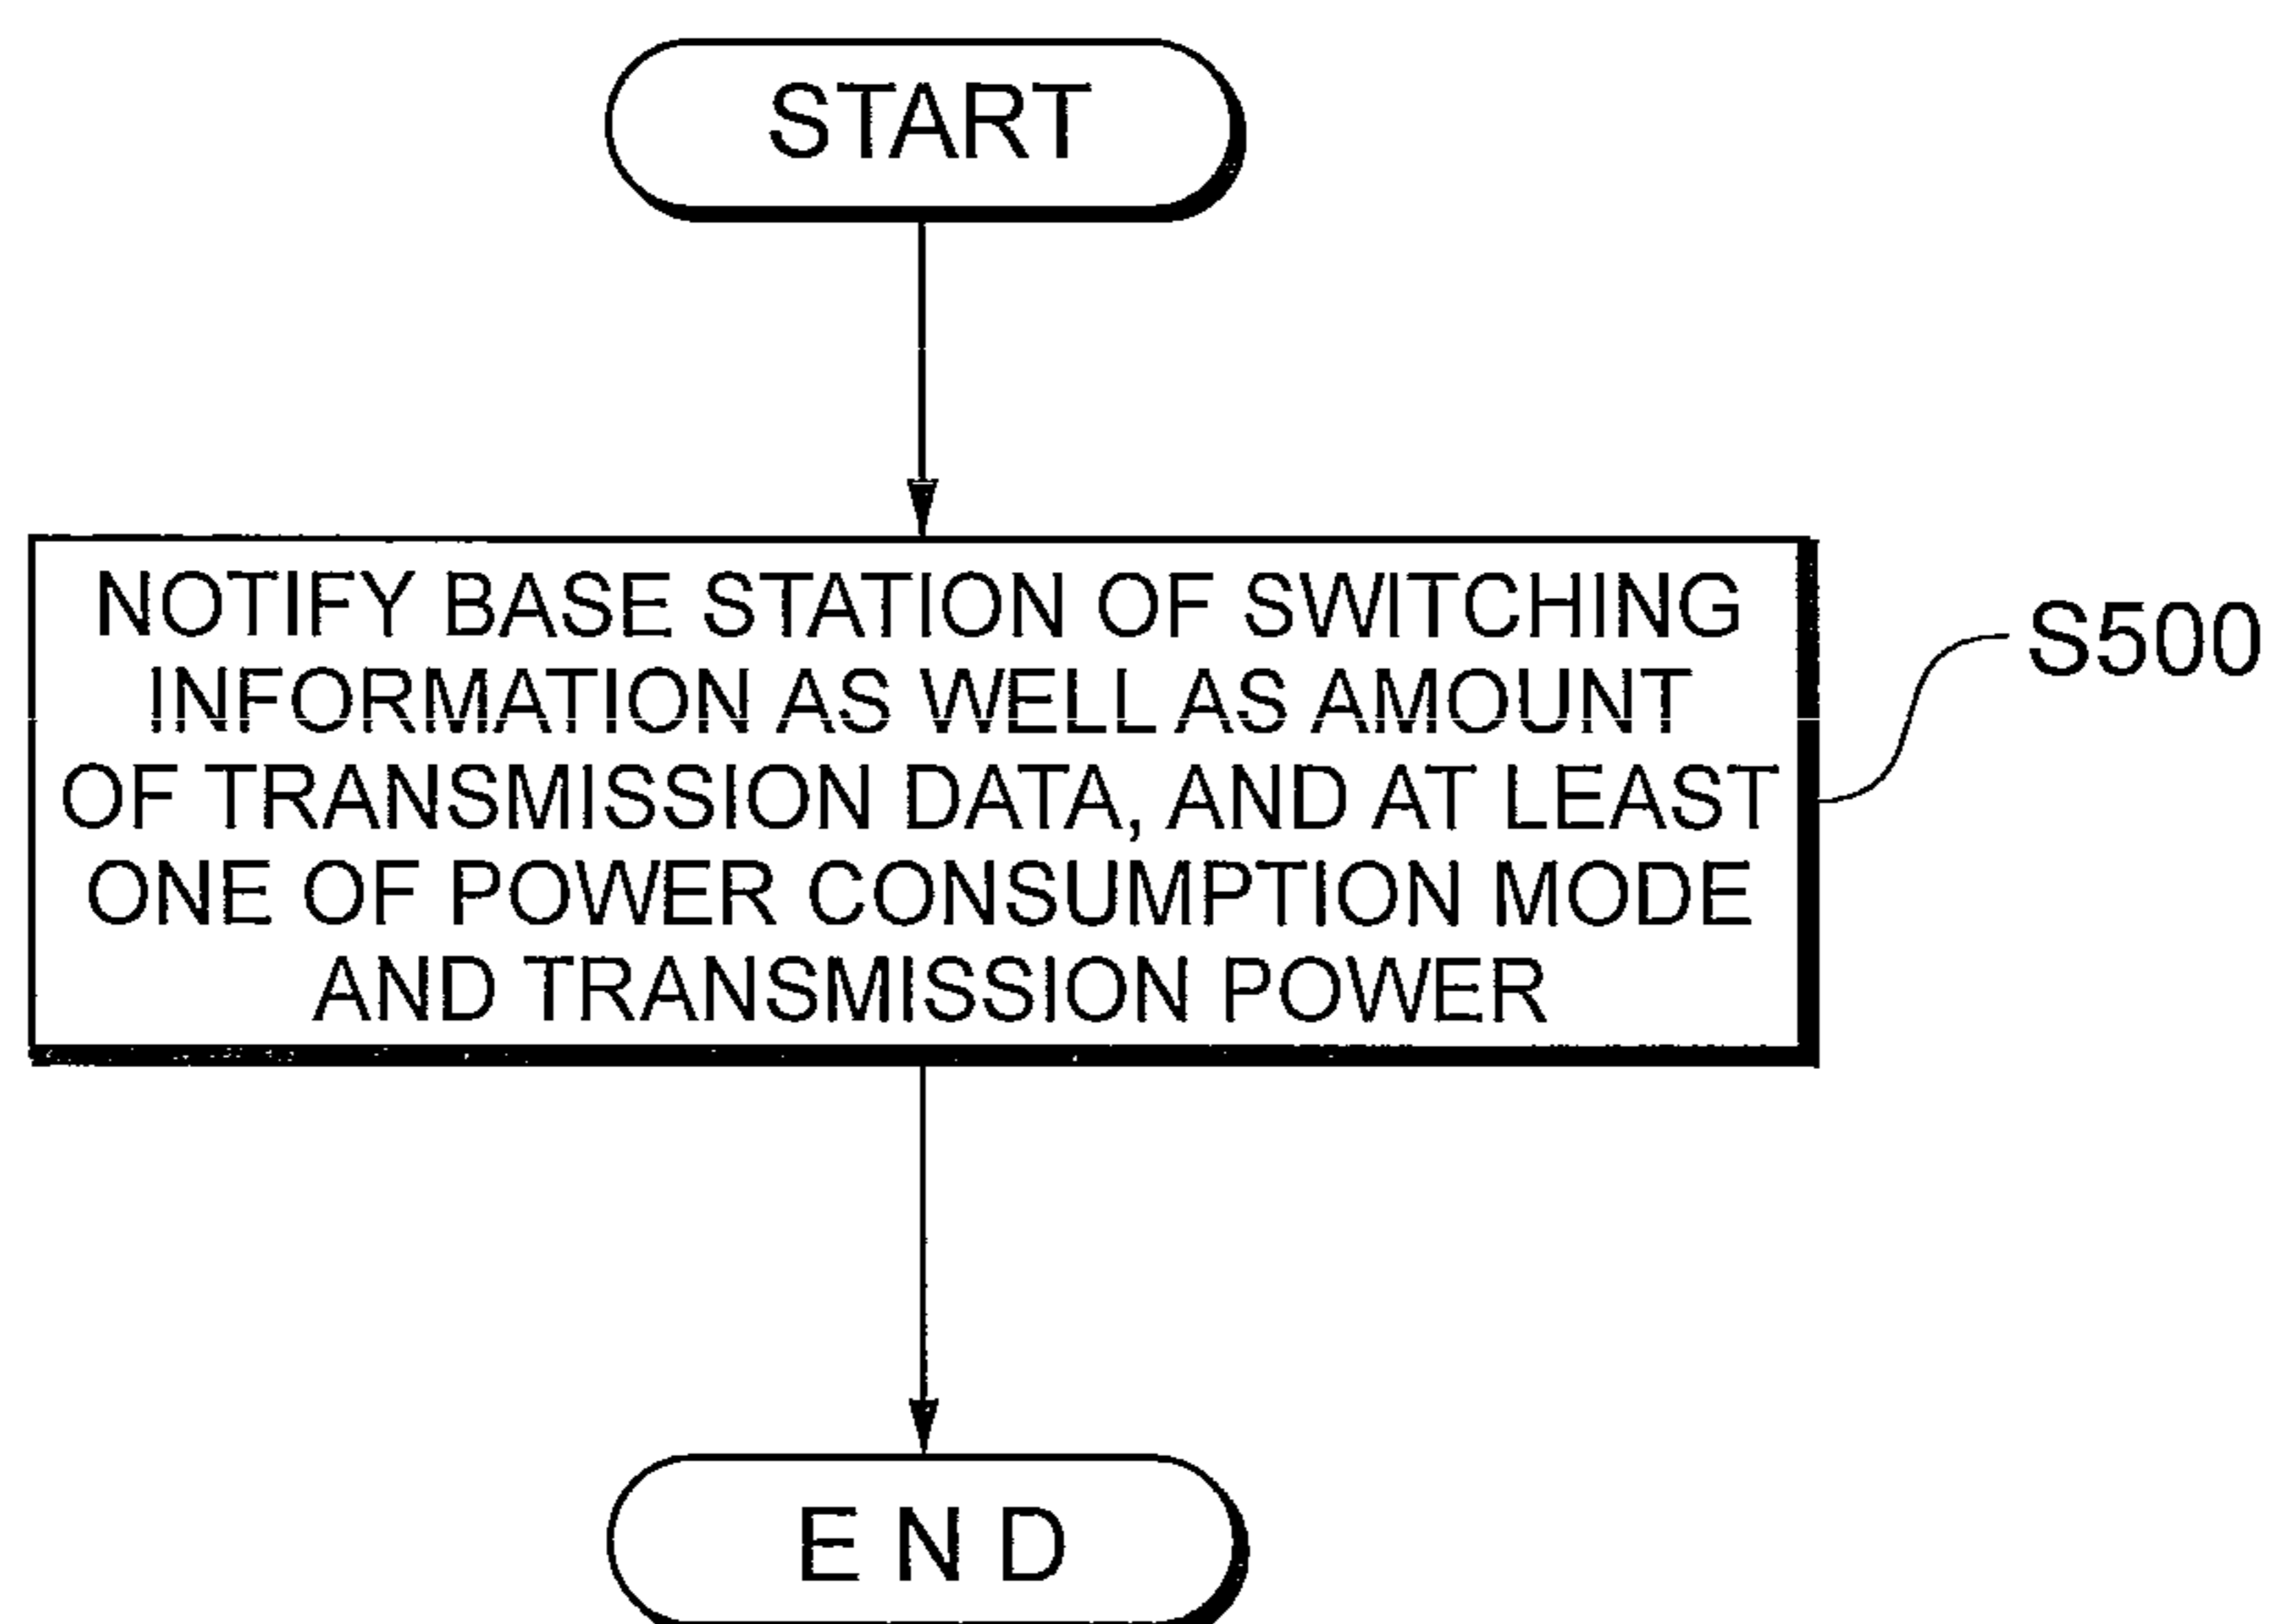 START
NOTIFY BASE STATION OF SWITCHING
INFORMATION AS WELL AS AMOUNT
OF TRANSMISSION DATA, AND AT LEAST
ONE OF POWER CONSUMPTION MODE
AND TRANSMISSION POWER
S500
END